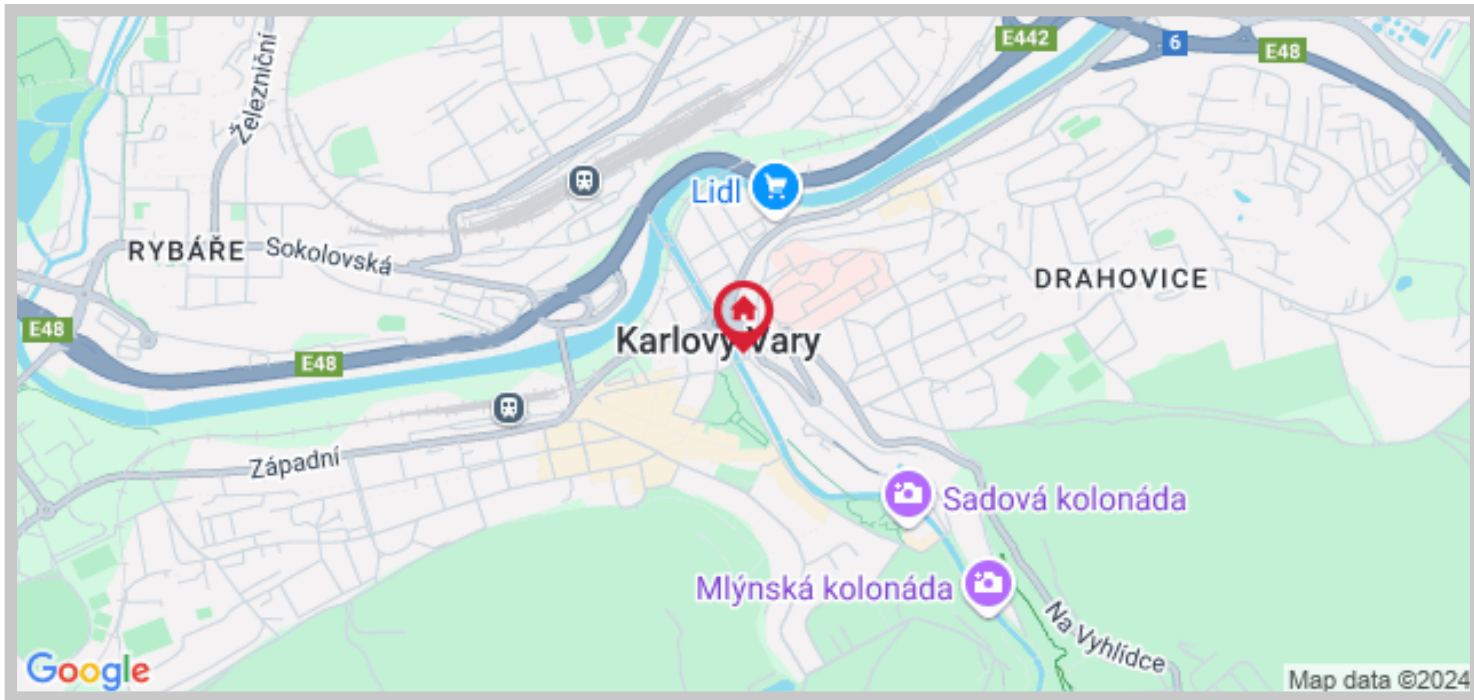 E442
6
E48
Železniční
Lidl
RYBÁŘE
Sokolovská
DRAHOVICE
E48
Karlovy Vary
E48
Západní
Sadová kolonáda
Mlýnská kolonáda
Na Vyhlídce
Google
Map data ©2024